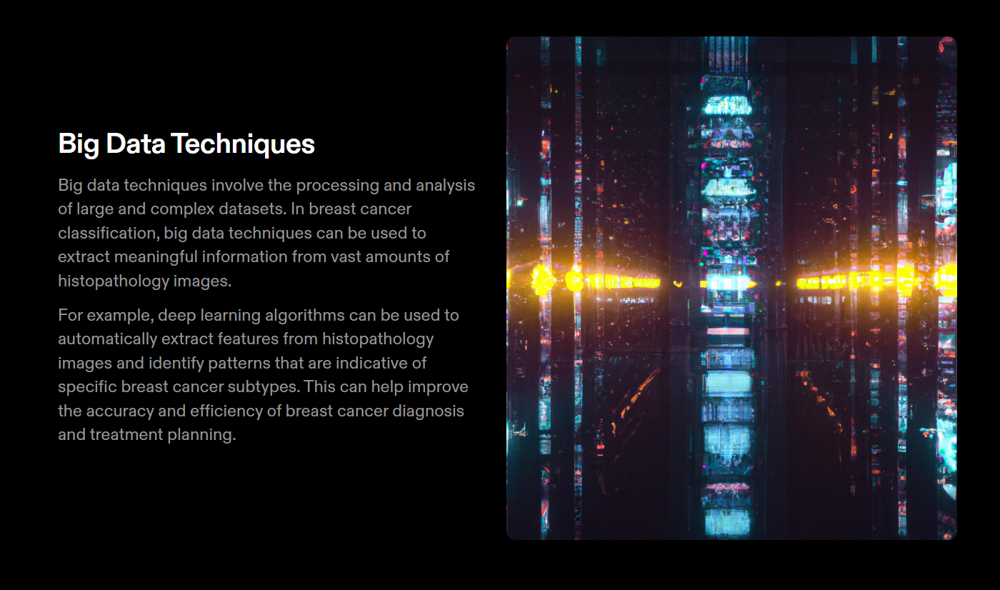 Big Data Techniques
Big data techniques involve the processing and analysis
of large and complex datasets. In breast cancer
classification, big data techniques can be used to
extract meaningful information from vast amounts of
histopathology images.
For example, deep learning algorithms can be used to
automatically extract features from histopathology
images and identify patterns that are indicative of
specific breast cancer subtypes. This can help improve
the accuracy and efficiency of breast cancer diagnosis
and treatment planning.